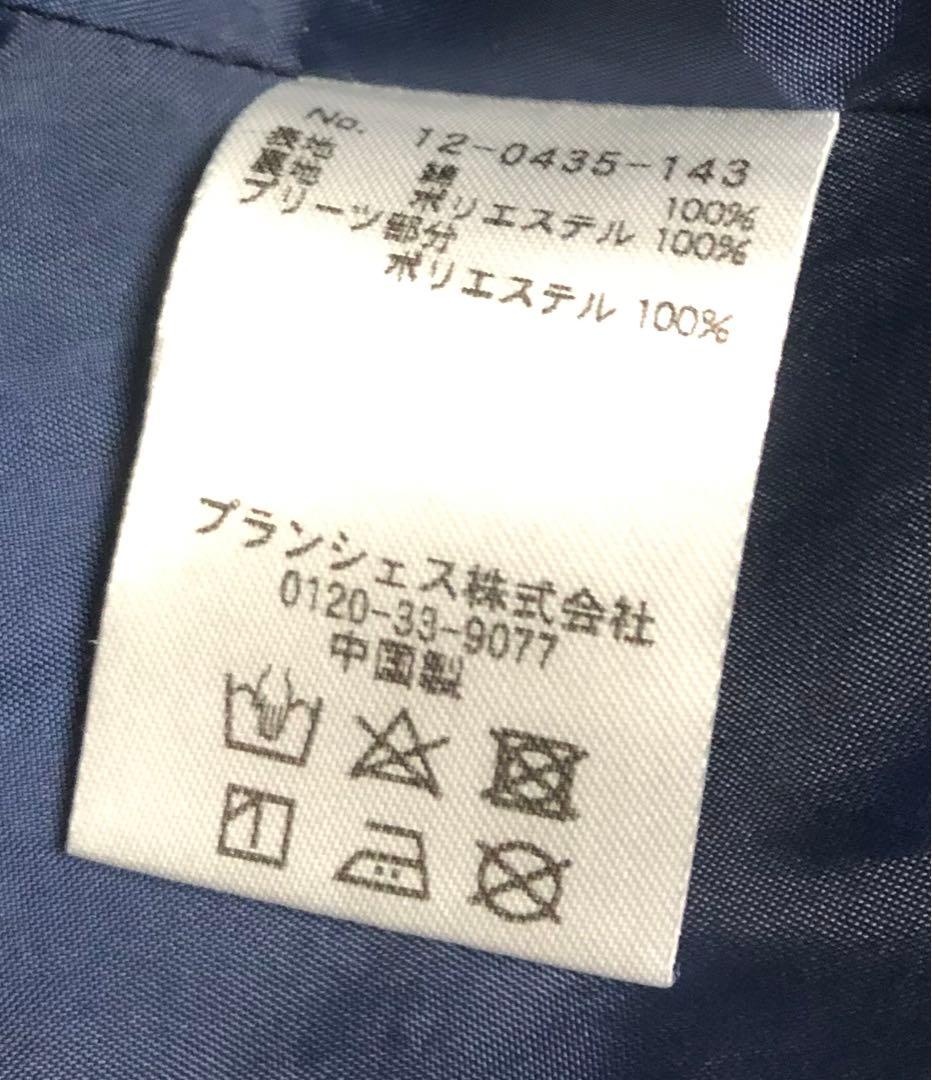 No. 12-0435-143
表地 綿 100%
裏地 ポリエステル 100%
プリーツ部分
ポリエステル 100%
ブランシェス株式会社
0120-33-9077
中国製